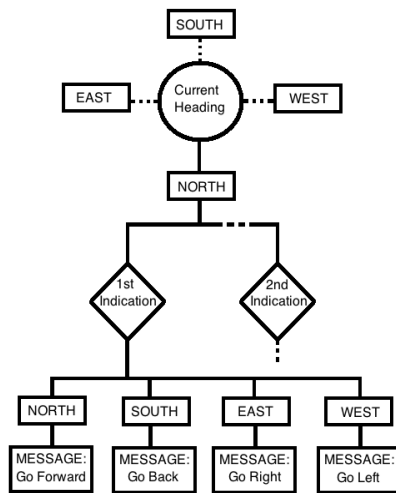 SOUTH
EAST
Current
Heading
WEST
NORTH
1st
Indication
2nd
Indication
NORTH
SOUTH
EAST
WEST
MESSAGE:
Go Forward
MESSAGE:
Go Back
MESSAGE:
Go Right
MESSAGE:
Go Left